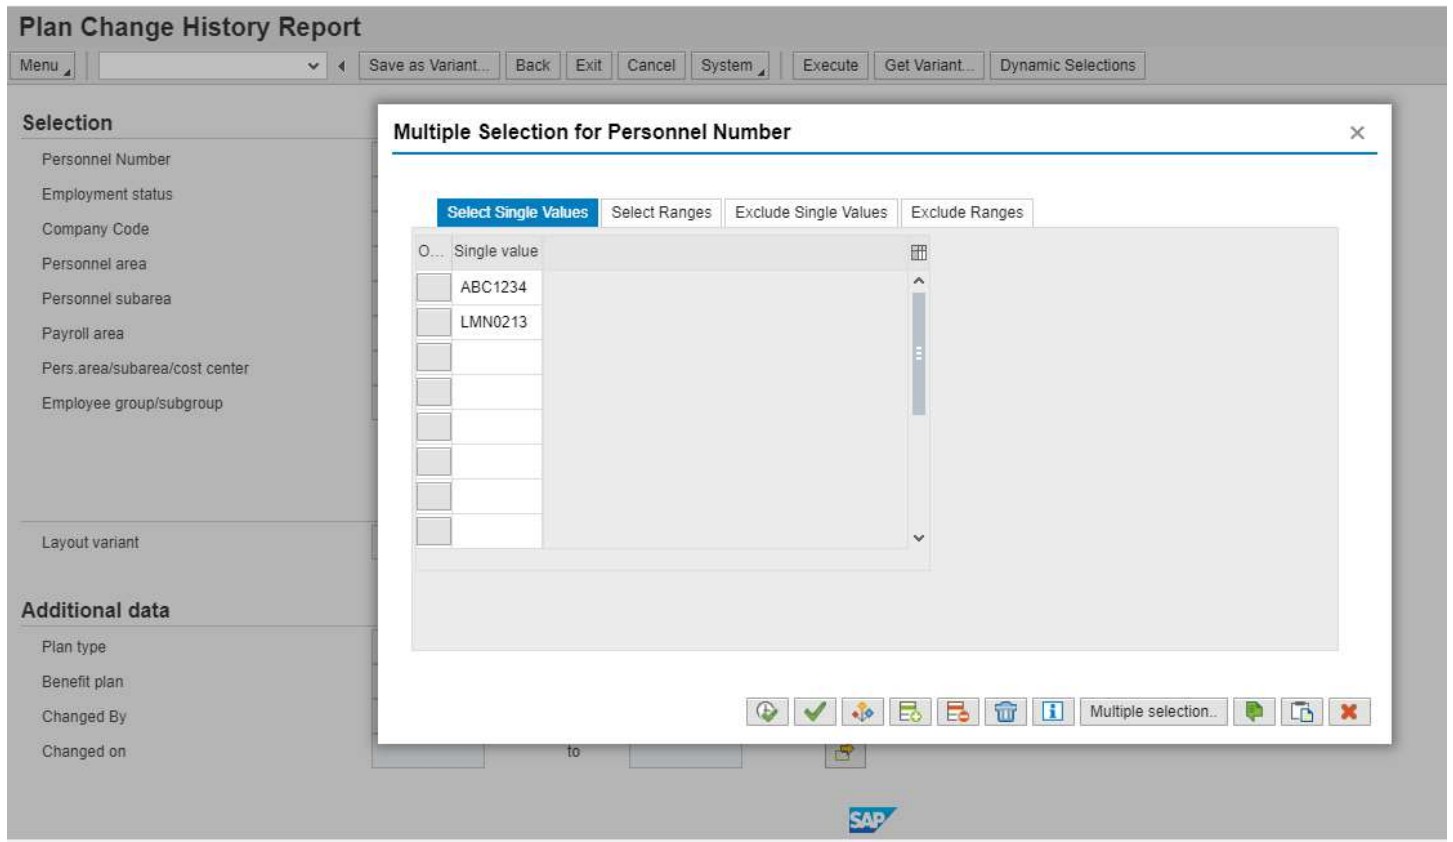 Plan Change History Report
Menu Save as Variant... Back Exit Cancel System Execute Get Variant... Dynamic Selections
Selection
Personnel Number
Employment status
Company Code
Personnel area
Personnel subarea
Payroll area
Pers.area/subarea/cost center
Employee group/subgroup
Layout variant
Additional data
Plan type
Benefit plan
Changed By
Changed on to
Multiple Selection for Personnel Number
Select Single Values Select Ranges Exclude Single Values Exclude Ranges
O... Single value
ABC1234
LMN0213
Multiple selection..
SAP